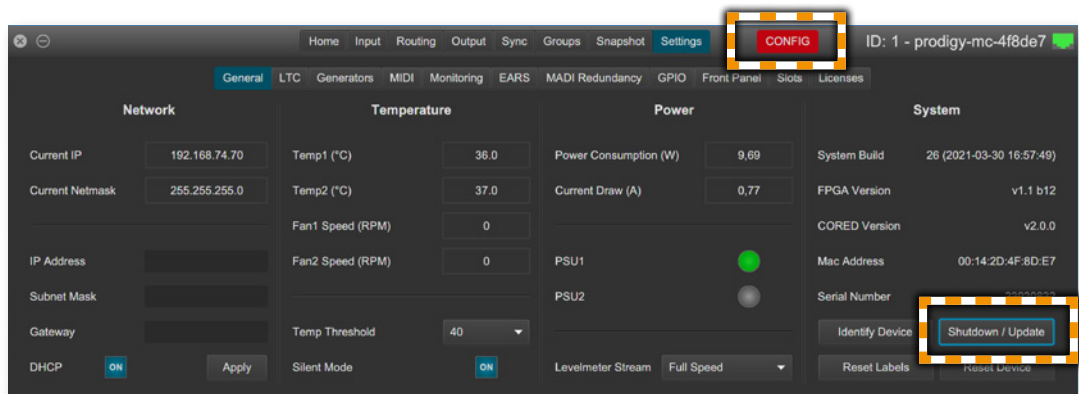 Home Input Routing Output Sync Groups Snapshot Settings CONFIG ID: 1 - prodigy-mc-4f8de7
General LTC Generators MIDI Monitoring EARS MADI Redundancy GPIO Front Panel Slots Licenses
Network Temperature Power System
Current IP 192.168.74.70 Temp1 (°C) 36.0 Power Consumption (W) 9,69 System Build 26 (2021-03-30 16:57:49)
Current Netmask 255.255.255.0 Temp2 (°C) 37.0 Current Draw (A) 0,77 FPGA Version v1.1 b12
Fan1 Speed (RPM) 0 CORED Version v2.0.0
IP Address Fan2 Speed (RPM) 0 PSU1 Mac Address 00:14:2D:4F:8D:E7
Subnet Mask PSU2 Serial Number
Gateway Temp Threshold 40 Identify Device Shutdown / Update
DHCP ON Apply Silent Mode ON Levelmeter Stream Full Speed Reset Labels Reset Device